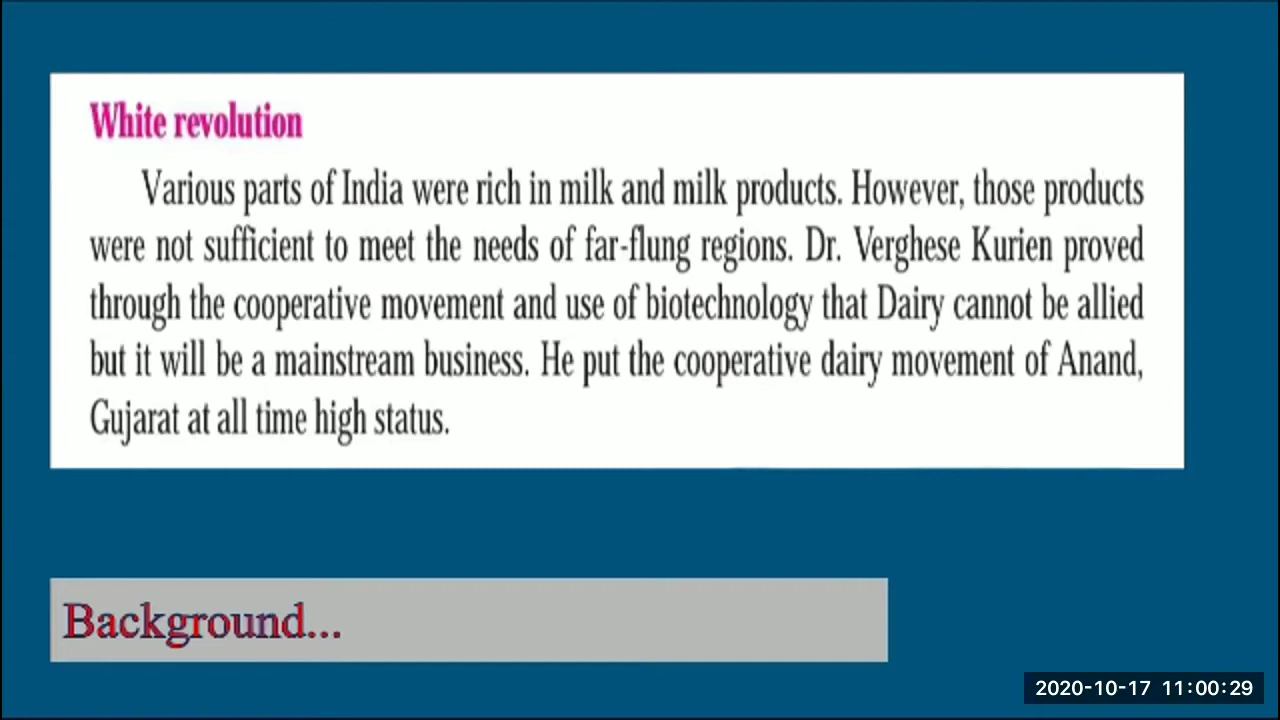 White revolution
Various parts of India were rich in milk and milk products. However, those products
were not sufficient to meet the needs of far-flung regions. Dr. Verghese Kurien proved
through the cooperative movement and use of biotechnology that Dairy cannot be allied
but it will be a mainstream business. He put the cooperative dairy movement of Anand,
Gujarat at all time high status.
Background...
2020-10-17 11:00:29